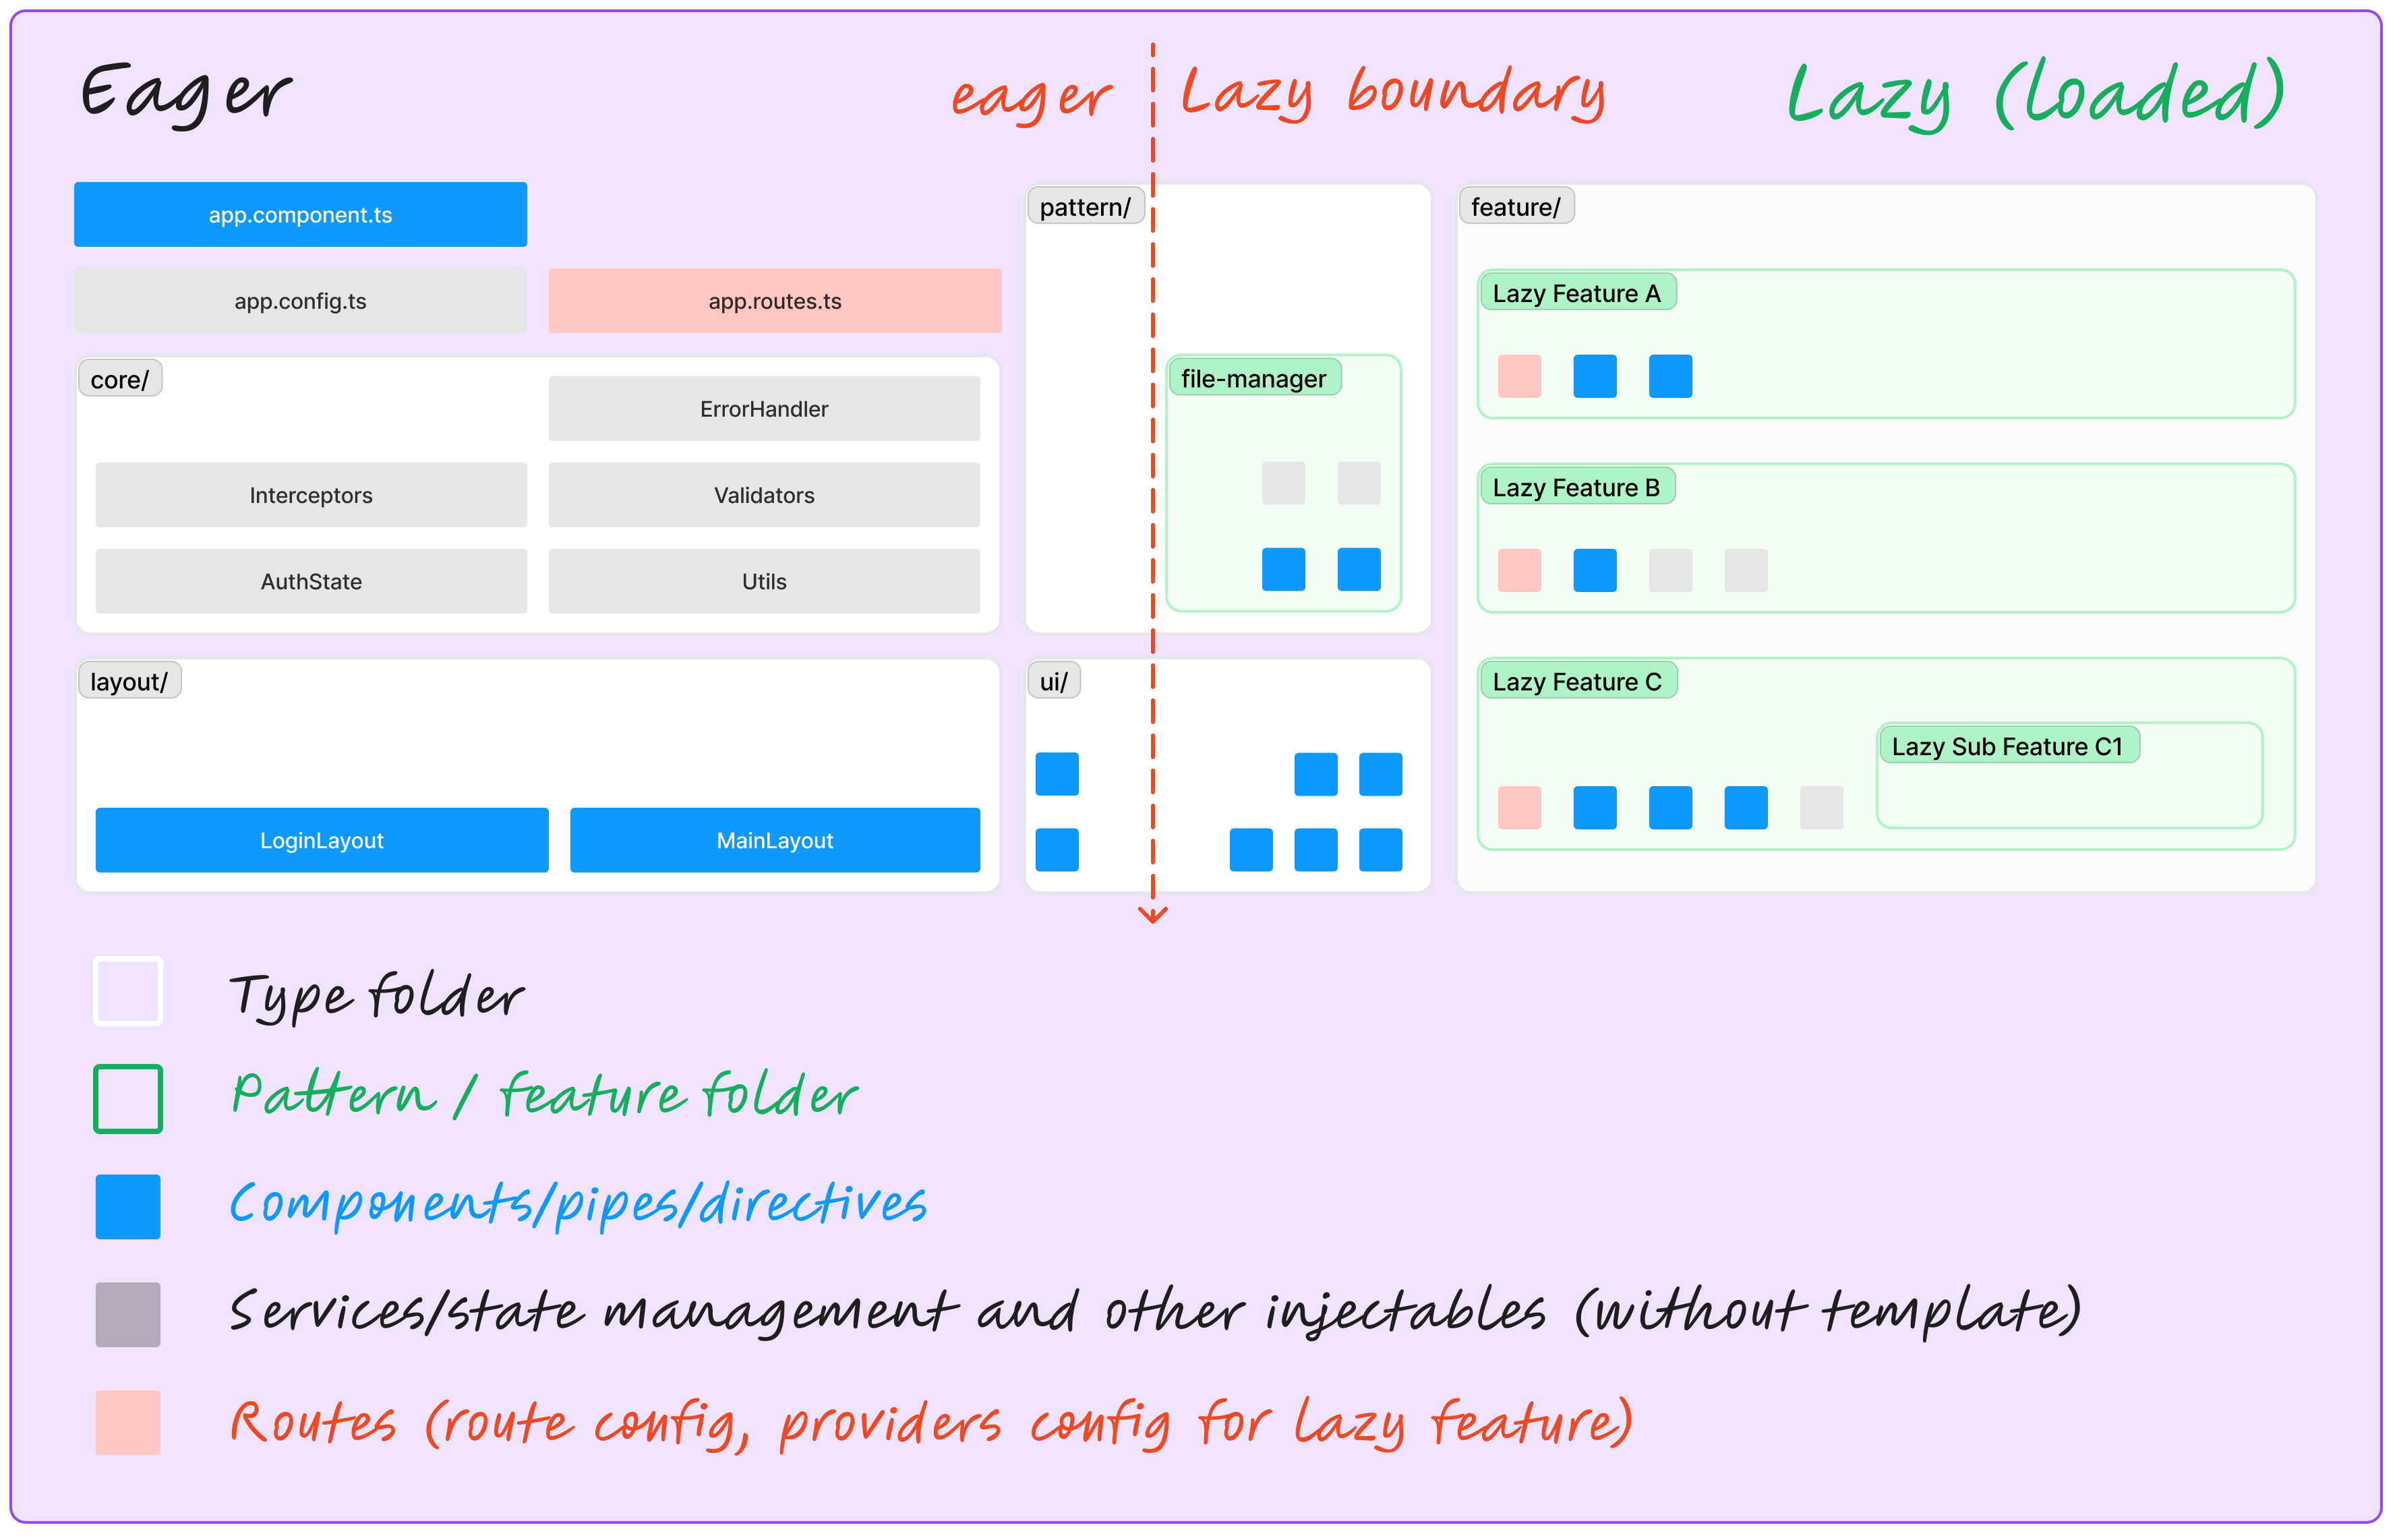 Eager
eager Lazy boundary
Lazy (loaded)
app.component.ts
app.config.ts
app.routes.ts
core/
ErrorHandler
Interceptors
Validators
AuthState
Utils
layout/
LoginLayout
MainLayout
pattern/
file-manager
ui/
feature/
Lazy Feature A
Lazy Feature B
Lazy Feature C
Lazy Sub Feature C1
Type folder
Pattern / feature folder
Components/pipes/directives
Services/state management and other injectables (without template)
Routes (route config, providers config for lazy feature)